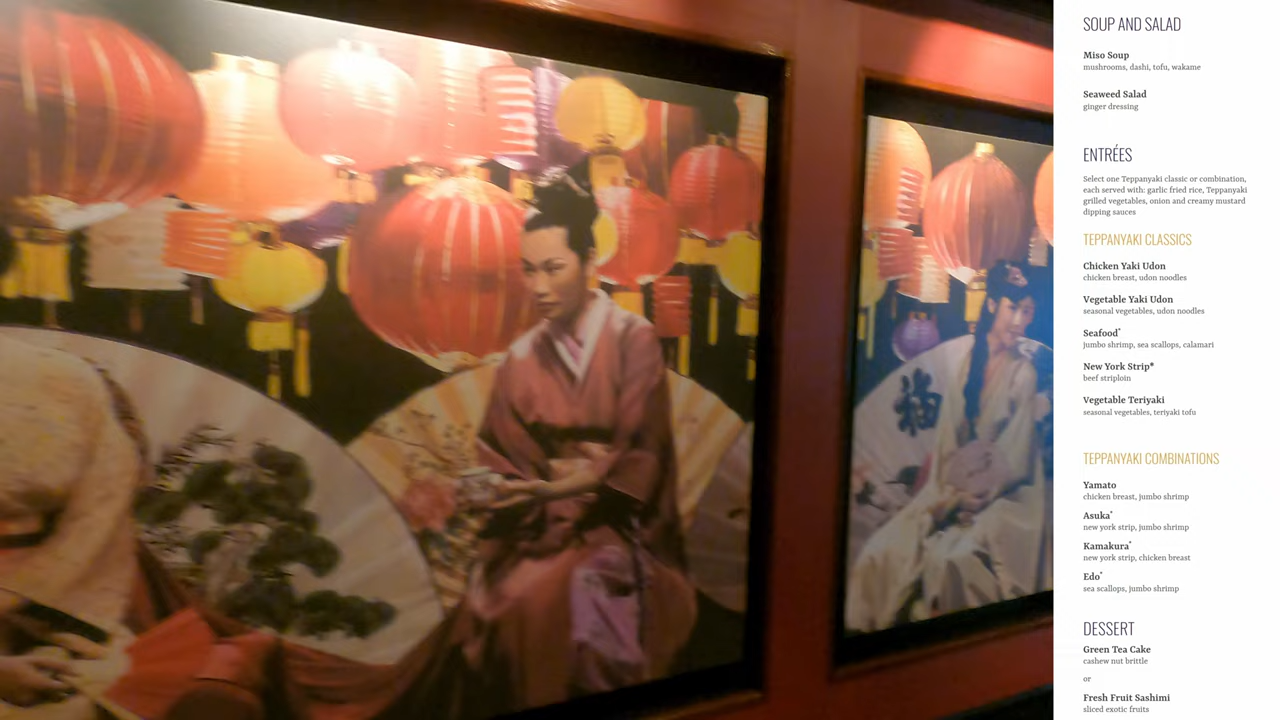 福
SOUP AND SALAD
Miso Soup
mushrooms, dashi, tofu, wakame
Seaweed Salad
ginger dressing
ENTRÉES
Select one Teppanyaki classic or combination,
each served with: garlic fried rice, Teppanyaki
grilled vegetables, onion and creamy mustard
dipping sauces
TEPPANYAKI CLASSICS
Chicken Yaki Udon
chicken breast, udon noodles
Vegetable Yaki Udon
seasonal vegetables, udon noodles
Seafood*
jumbo shrimp, sea scallops, calamari
New York Strip*
beef striploin
Vegetable Teriyaki
seasonal vegetables, teriyaki tofu
TEPPANYAKI COMBINATIONS
Yamato
chicken breast, jumbo shrimp
Asuka*
new york strip, jumbo shrimp
Kamakura*
new york strip, chicken breast
Edo*
sea scallops, jumbo shrimp
DESSERT
Green Tea Cake
cashew nut brittle
or
Fresh Fruit Sashimi
sliced exotic fruits